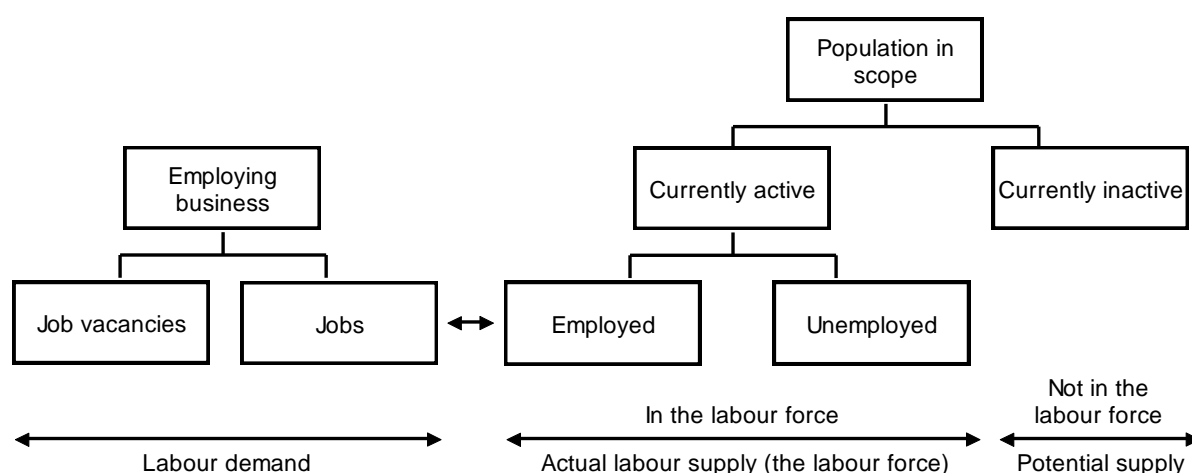 Population in
scope
Employing
business
Currently active
Currently inactive
Job vacancies
Jobs
Employed
Unemployed
In the labour force
Not in the
labour force
Labour demand
Actual labour supply (the labour force)
Potential supply